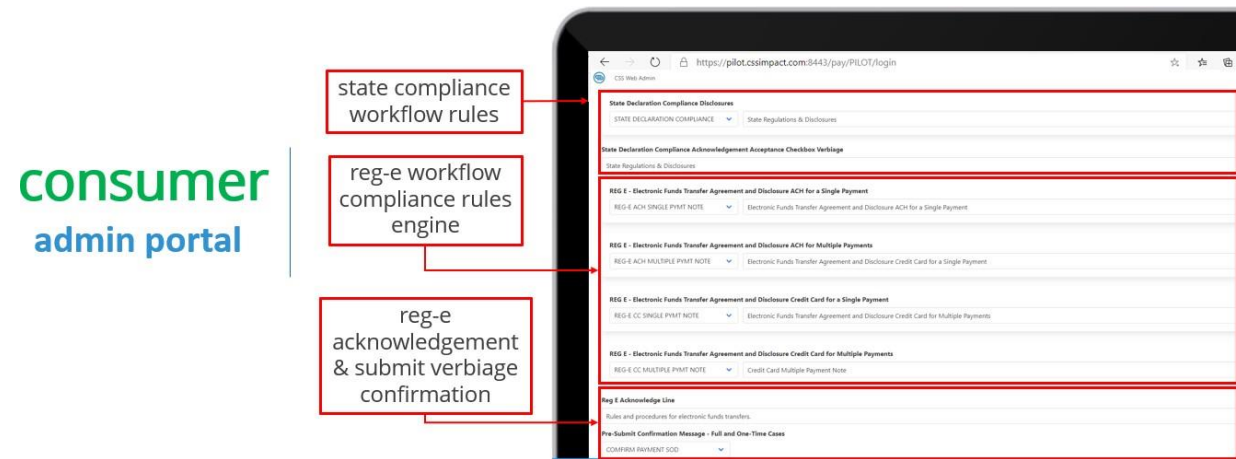 consumer
admin portal
state compliance
workflow rules
reg-e workflow
compliance rules
engine
reg-e
acknowledgement
& submit verbiage
confirmation
https://pilot.cssimpact.com:8443/pay/PILOT/login
CSS Web Admin
State Declaration Compliance Disclosures
STATE DECLARATION COMPLIANCE State Regulations & Disclosures
State Declaration Compliance Acknowledgement Acceptance Checkbox Verbiage
State Regulations & Disclosures
REG E - Electronic Funds Transfer Agreement and Disclosure ACH for a Single Payment
REG-E ACH SINGLE PYMT NOTE Electronic Funds Transfer Agreement and Disclosure ACH for a Single Payment
REG E - Electronic Funds Transfer Agreement and Disclosure ACH for Multiple Payments
REG-E ACH MULTIPLE PYMT NOTE Electronic Funds Transfer Agreement and Disclosure Credit Card for a Single Payment
REG E - Electronic Funds Transfer Agreement and Disclosure Credit Card for a Single Payment
REG-E CC SINGLE PYMT NOTE Electronic Funds Transfer Agreement and Disclosure Credit Card for Multiple Payments
REG E - Electronic Funds Transfer Agreement and Disclosure Credit Card for Multiple Payments
REG-E CC MULTIPLE PYMT NOTE Credit Card Multiple Payment Note
Reg E Acknowledge Line
Rules and procedures for electronic funds transfers.
Pre-Submit Confirmation Message - Full and One-Time Cases
COMFIRM PAYMENT SOD